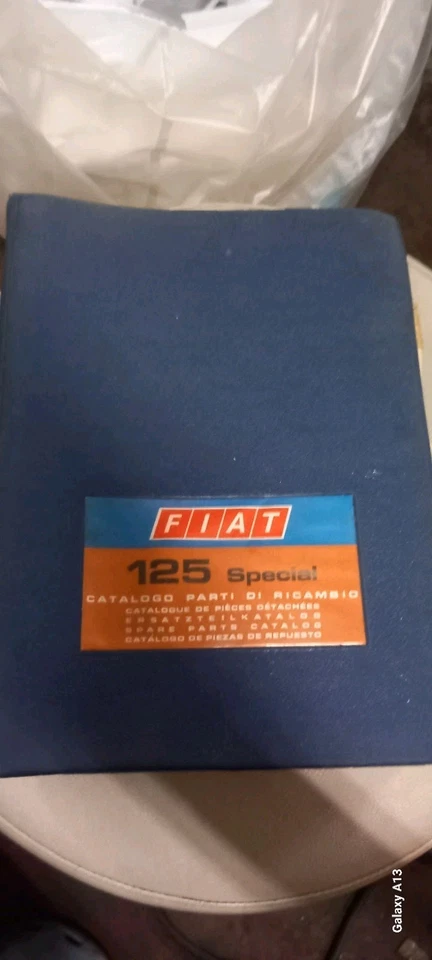 FIAT
125 Special
CATALOGO PARTI DI RICAMBIO
CATALOGUE DE PIÈCES DÉTACHÉES
ERSATZTEILKATALOG
SPARE PARTS CATALOG
CATÁLOGO DE PIEZAS DE REPUESTO
Galaxy A13